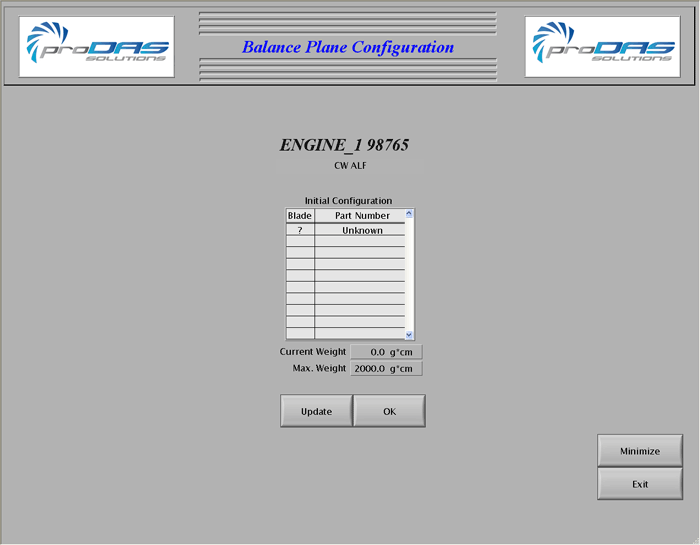 proDAS
SOLUTIONS
Balance Plane Configuration
proDAS
SOLUTIONS
ENGINE_1 98765
CW ALF
Initial Configuration
Blade Part Number
? Unknown
Current Weight 0.0 g*cm
Max. Weight 2000.0 g*cm
Update OK
Minimize
Exit